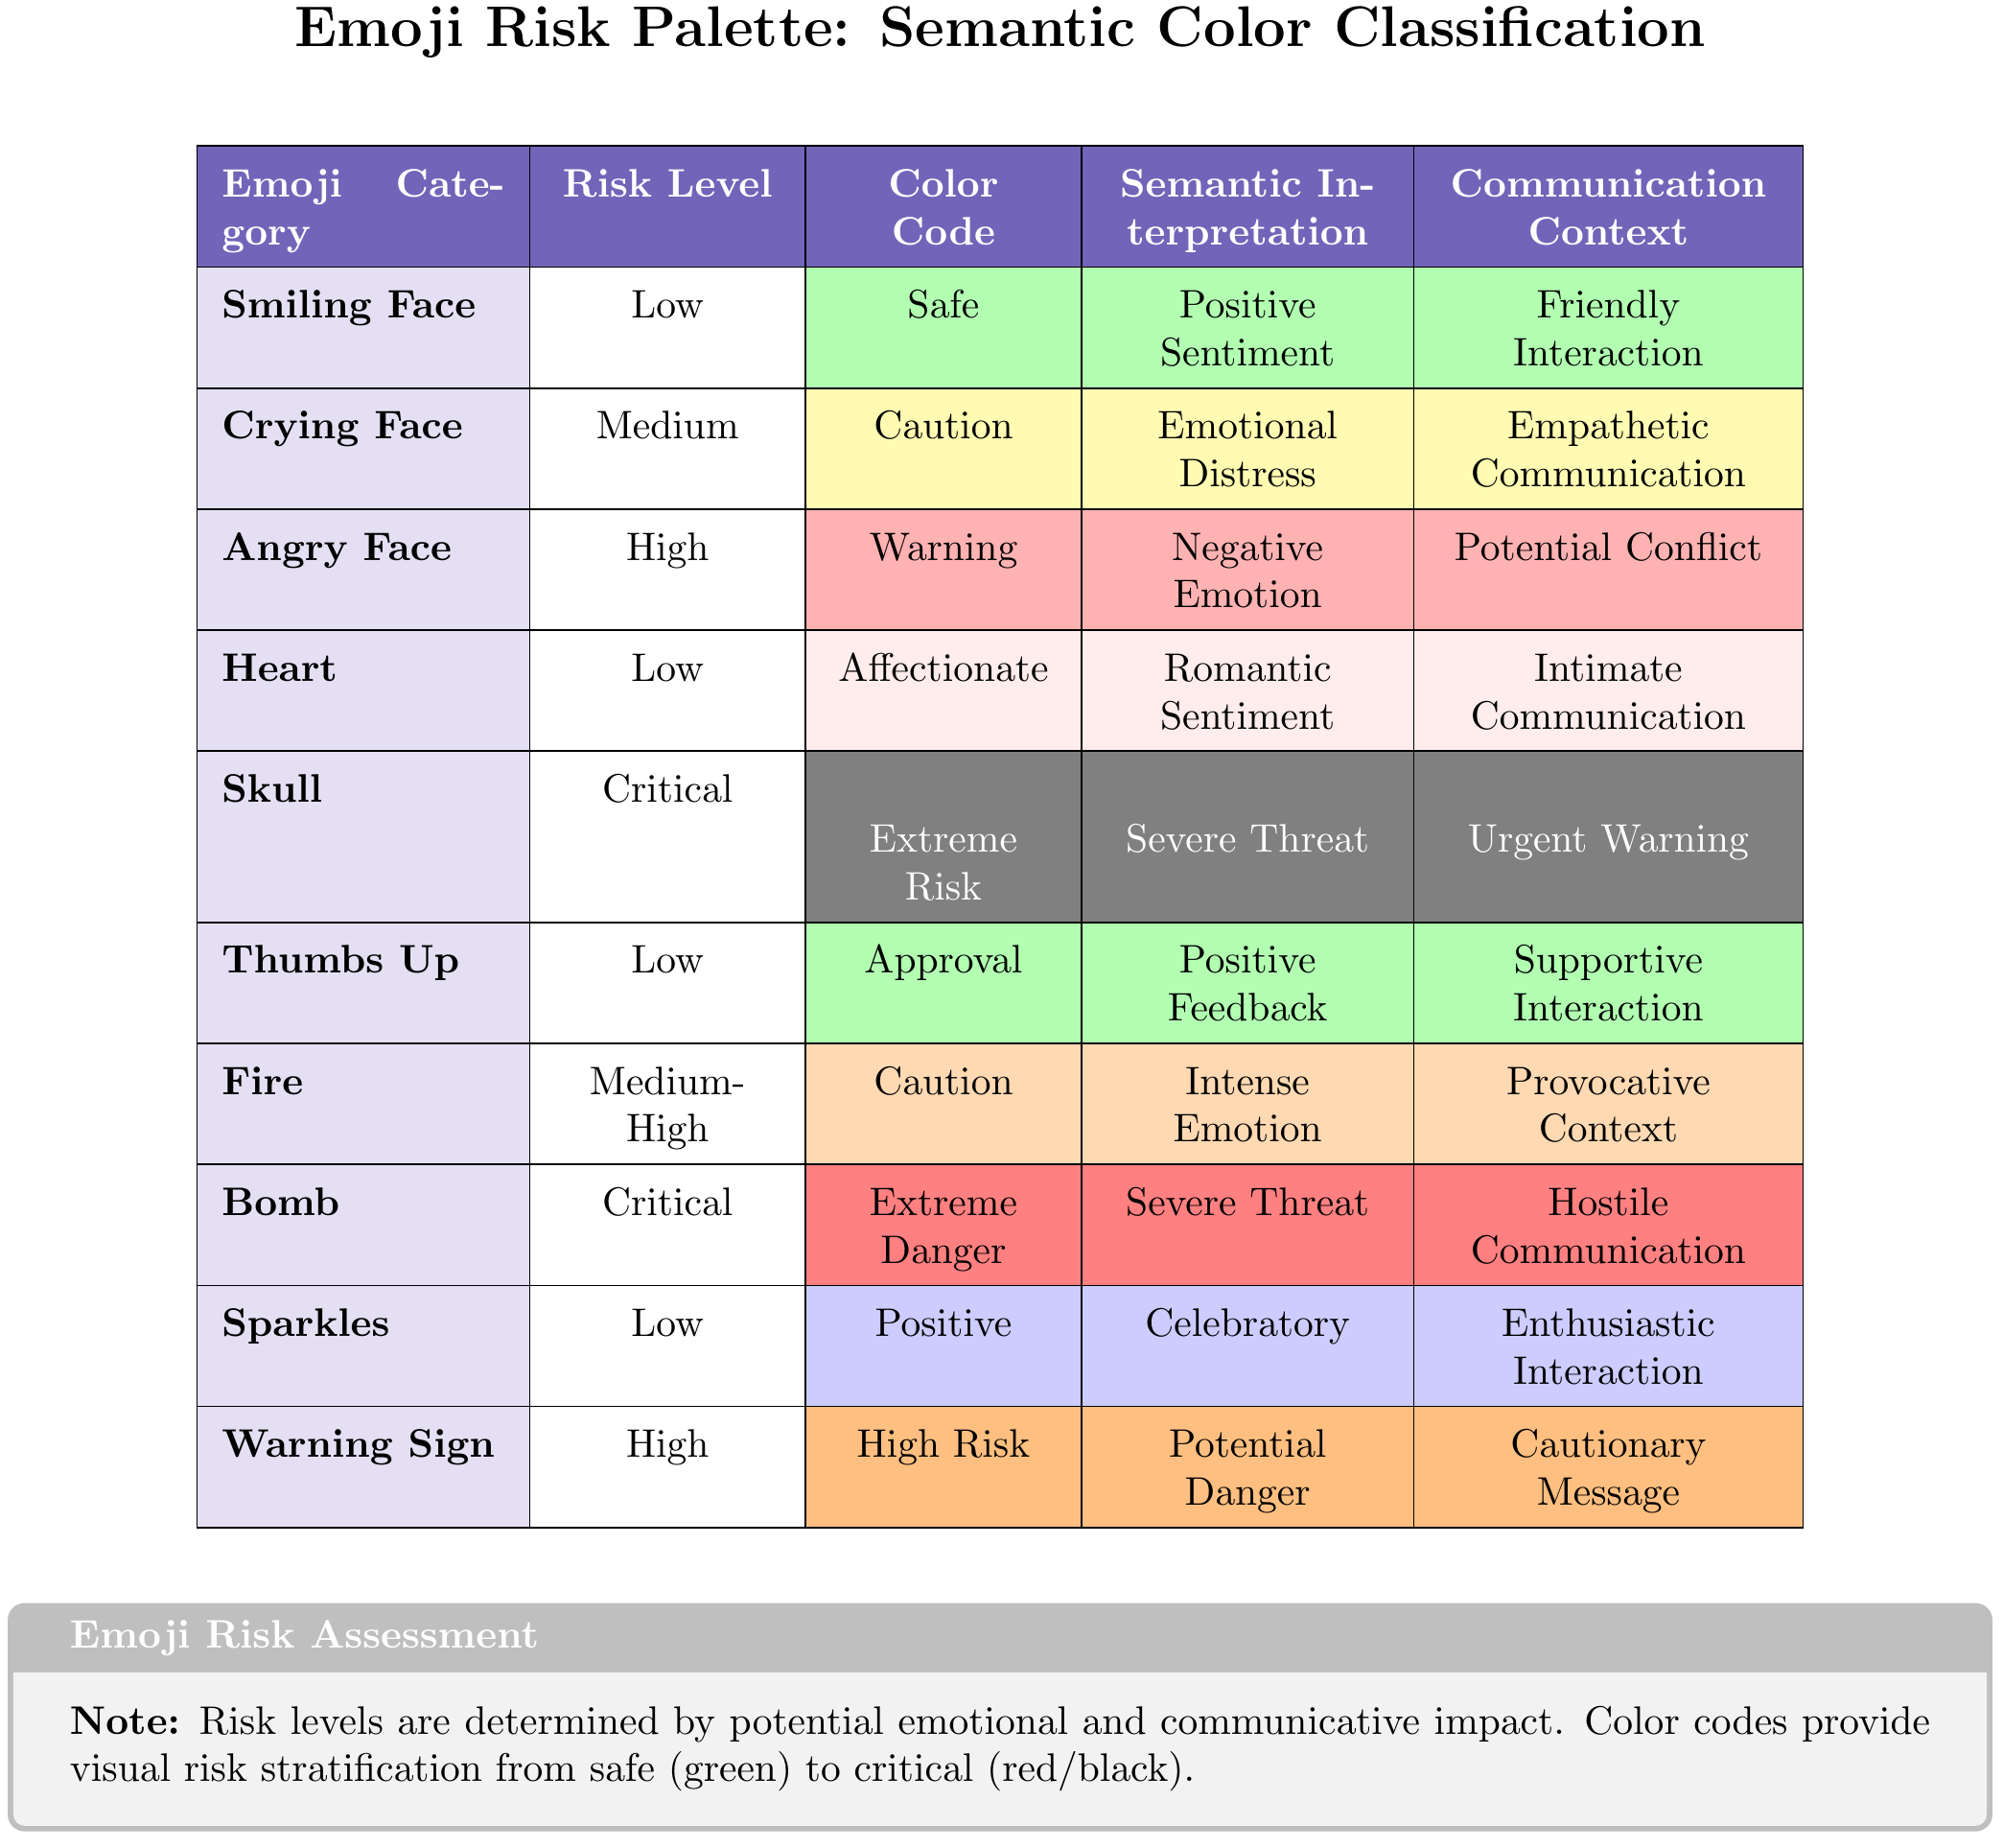 Emoji Risk Palette: Semantic Color Classification
Emoji Cate-
gory
Risk Level
Color
Code
Semantic In-
terpretation
Communication
Context
Smiling Face
Low
Safe
Positive
Sentiment
Friendly
Interaction
Crying Face
Medium
Caution
Emotional
Distress
Empathetic
Communication
Angry Face
High
Warning
Negative
Emotion
Potential Conflict
Heart
Low
Affectionate
Romantic
Sentiment
Intimate
Communication
Skull
Critical
Extreme
Risk
Severe Threat
Urgent Warning
Thumbs Up
Low
Approval
Positive
Feedback
Supportive
Interaction
Fire
Medium-
High
Caution
Intense
Emotion
Provocative
Context
Bomb
Critical
Extreme
Danger
Severe Threat
Hostile
Communication
Sparkles
Low
Positive
Celebratory
Enthusiastic
Interaction
Warning Sign
High
High Risk
Potential
Danger
Cautionary
Message
Emoji Risk Assessment
Note: Risk levels are determined by potential emotional and communicative impact. Color codes provide
visual risk stratification from safe (green) to critical (red/black).